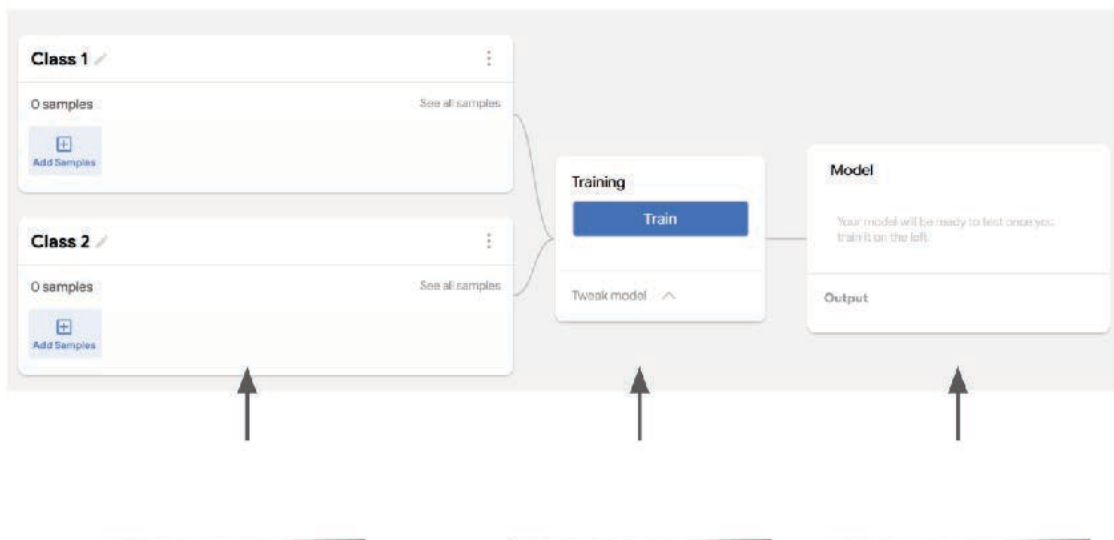 Class 1
0 samples
See all samples
Add Samples
Class 2
0 samples
See all samples
Add Samples
Training
Train
Tweak model
Model
Your model will be ready to test once you
train it on the left.
Output